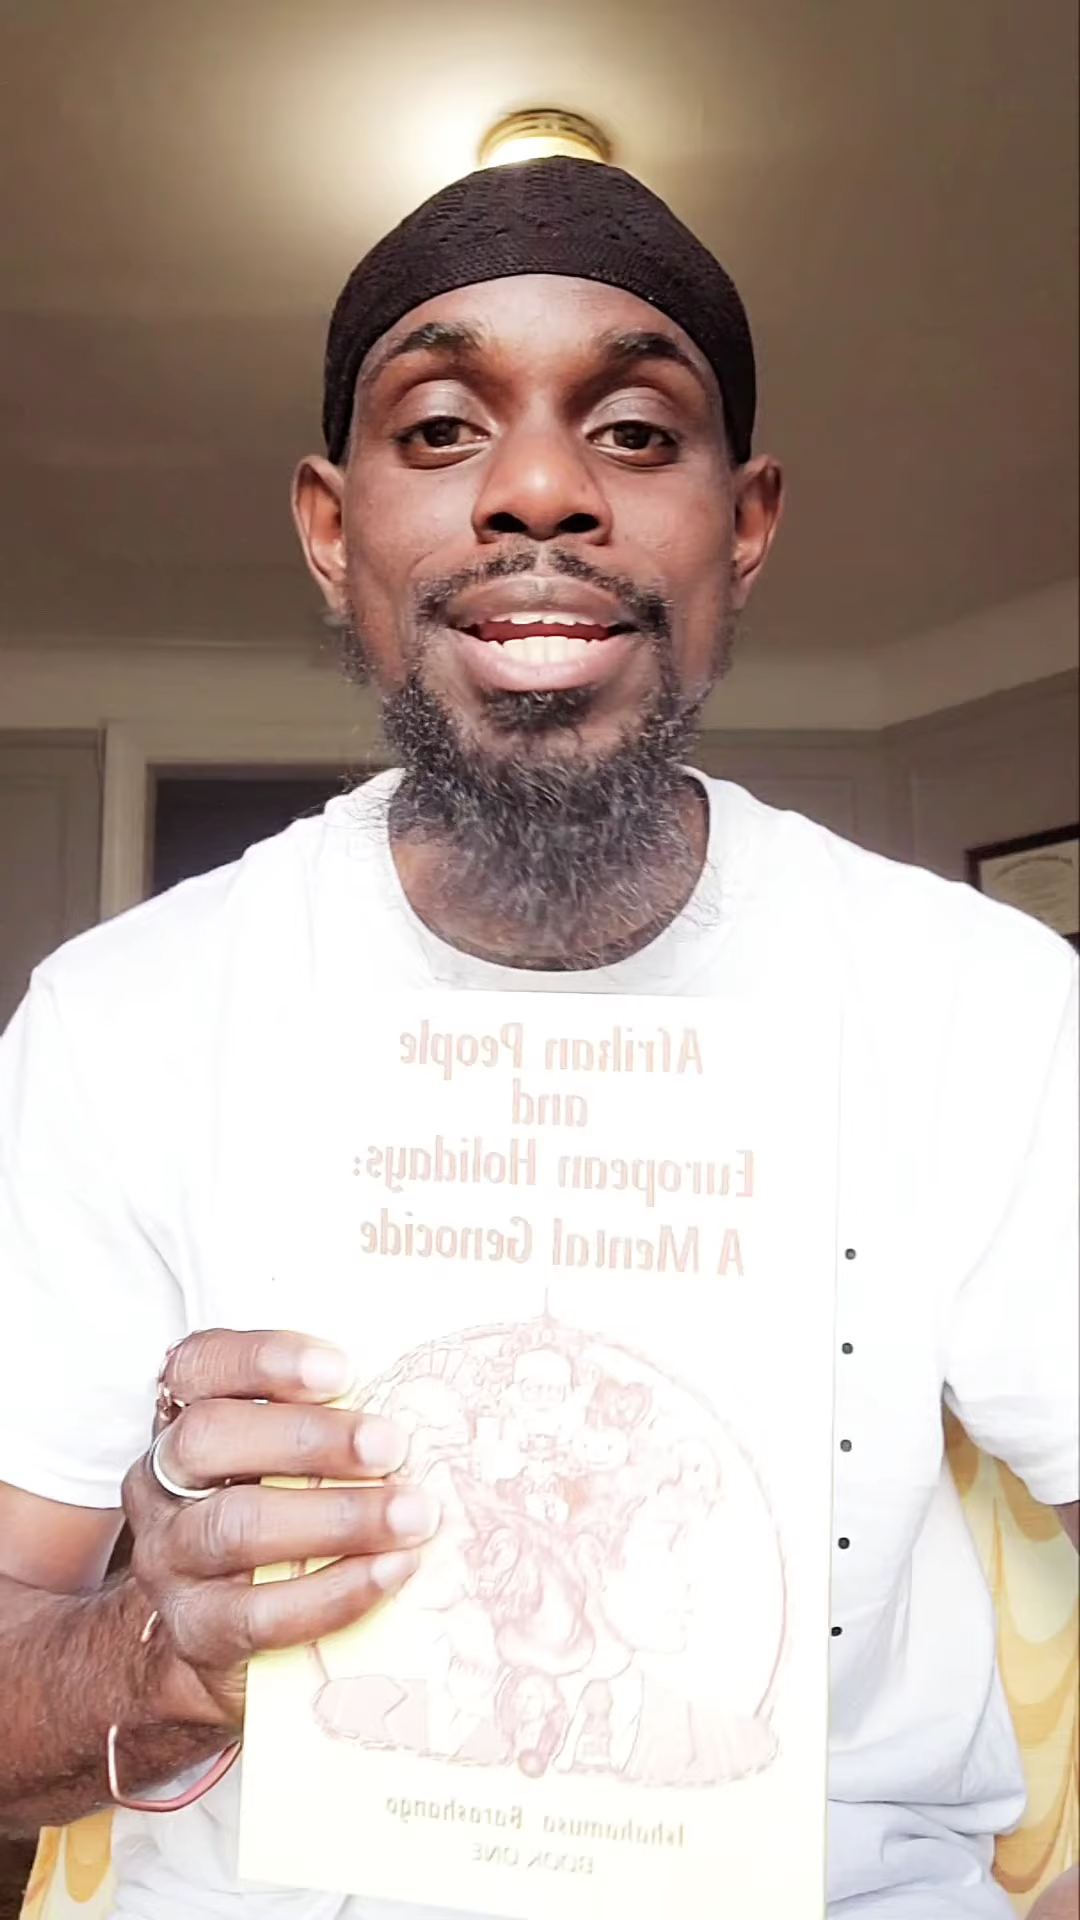 Afrikan People
and
European Holidays:
A Mental Genocide
Ishakamusa Barashango
BOOK ONE